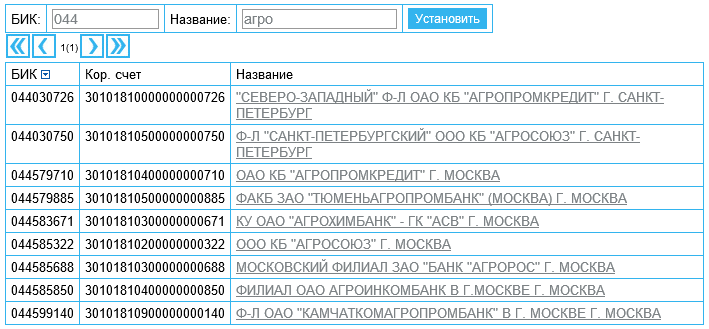 БИК: 044 Название: агро Установить
1(1)
БИК Кор. счет Название
044030726 30101810000000000726 "СЕВЕРО-ЗАПАДНЫЙ" Ф-Л ОАО КБ "АГРОПРОМКРЕДИТ" Г. САНКТ-
ПЕТЕРБУРГ
044030750 30101810500000000750 Ф-Л "САНКТ-ПЕТЕРБУРГСКИЙ" ООО КБ "АГРОСОЮЗ" Г. САНКТ-
ПЕТЕРБУРГ
044579710 30101810400000000710 ОАО КБ "АГРОПРОМКРЕДИТ" Г. МОСКВА
044579885 30101810500000000885 ФАКБ ЗАО "ТЮМЕНЬАГРОПРОМБАНК" (МОСКВА) Г. МОСКВА
044583671 30101810300000000671 КУ ОАО "АГРОХИМБАНК" - ГК "АСВ" Г. МОСКВА
044585322 30101810200000000322 ООО КБ "АГРОСОЮЗ" Г. МОСКВА
044585688 30101810300000000688 МОСКОВСКИЙ ФИЛИАЛ ЗАО "БАНК "АГРОРОС" Г. МОСКВА
044585850 30101810400000000850 ФИЛИАЛ ОАО АГРОИНКОМБАНК В Г.МОСКВЕ Г. МОСКВА
044599140 30101810900000000140 Ф-Л ОАО "КАМЧАТКОМАГРОПРОМБАНК" В Г. МОСКВЕ Г. МОСКВА